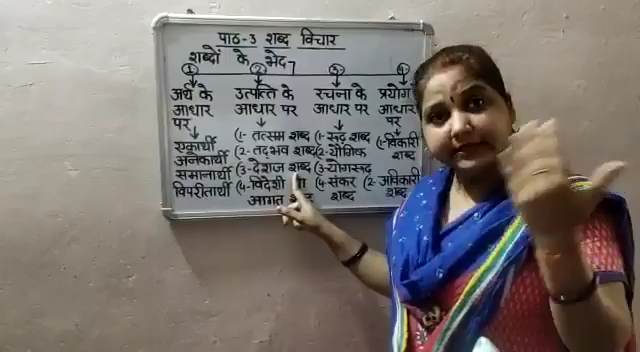 पाठ-3 शब्द विचार
शब्दों के भेद
1 2 3 4
अर्थ के आधार पर
एकार्थी
अनेकार्थी
समानार्थी
विपरीतार्थी
उत्पत्ति के आधार पर
(1- तत्सम शब्द
(2- तद्भव शब्द
(3- देशज शब्द
(4- विदेशी
आगत
रचना के आधार पर
(1- रूढ़ शब्द
(2- यौगिक
(3- योगरूढ़
(4- संकर शब्द
प्रयोग आधार पर
(1- विकारी शब्द
(2- अविकारी शब्द